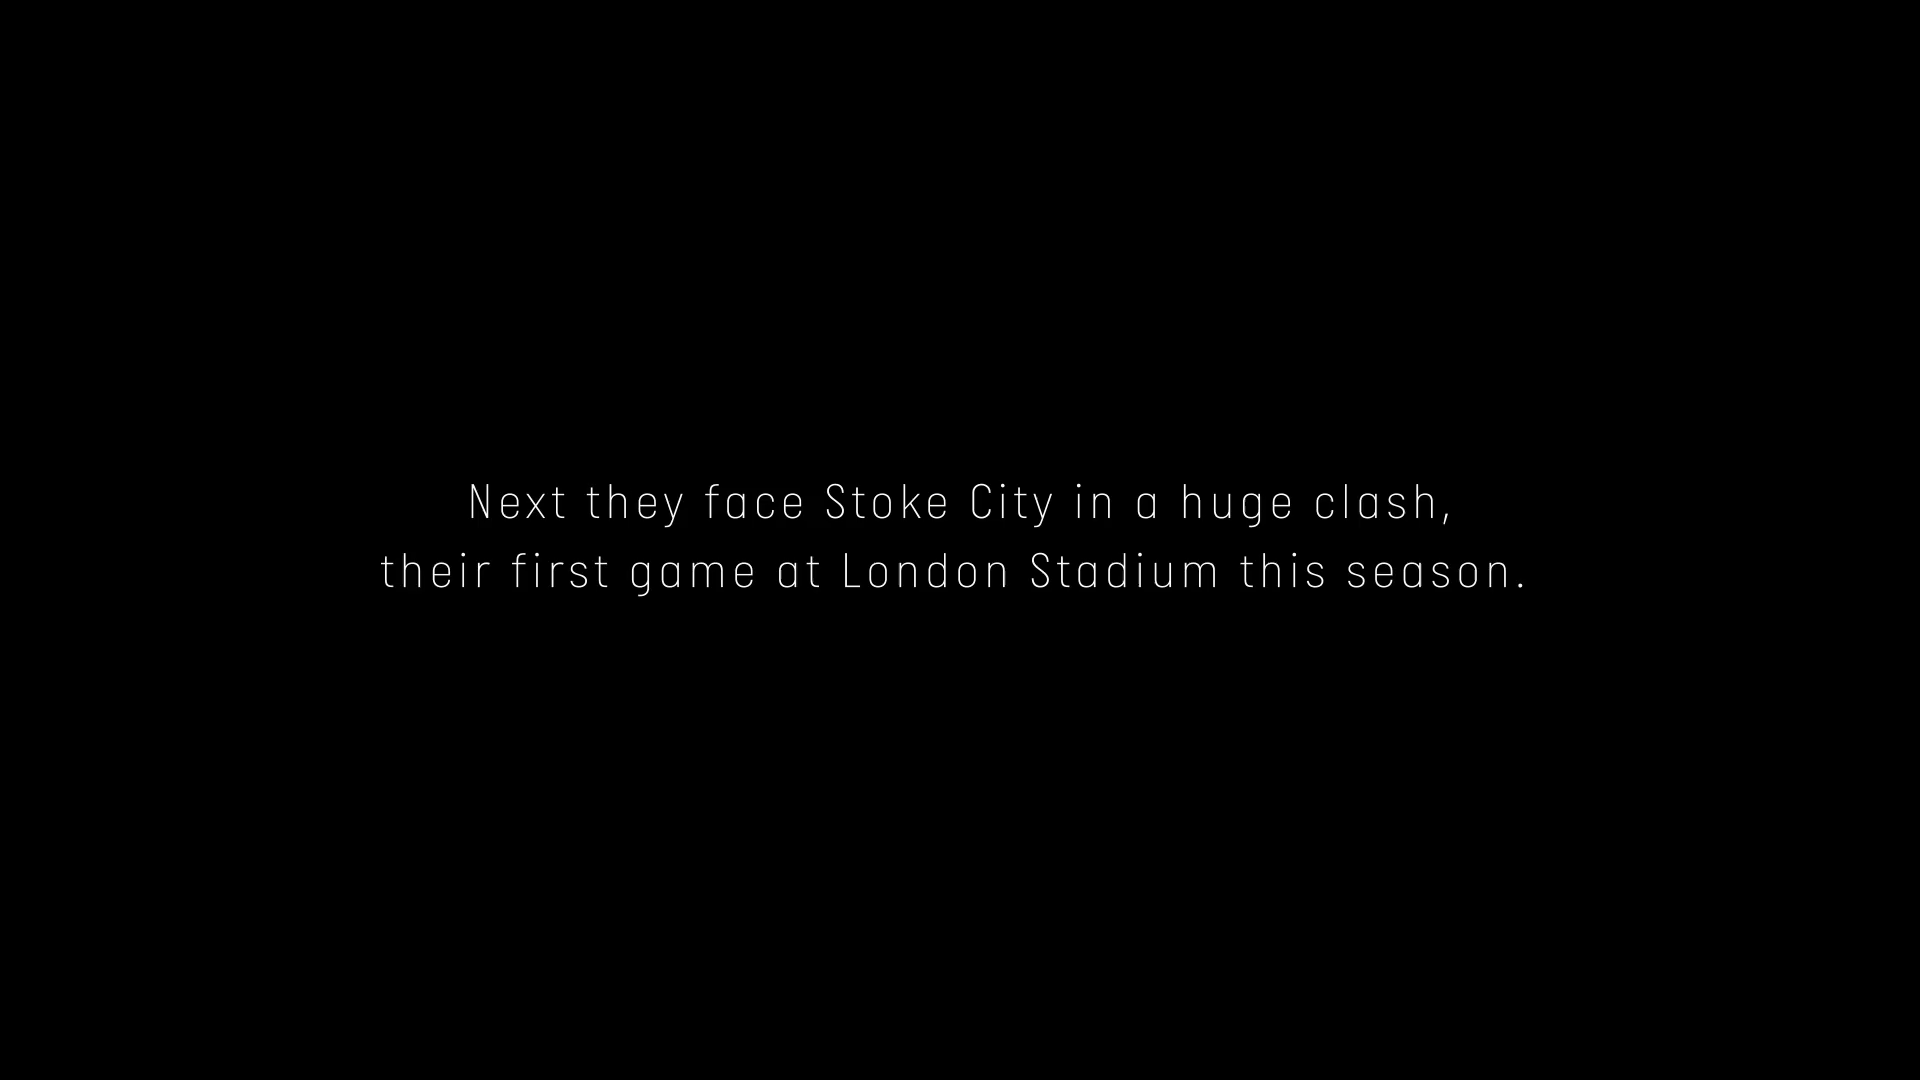 Next they face Stoke City in a huge clash,
their first game at London Stadium this season.